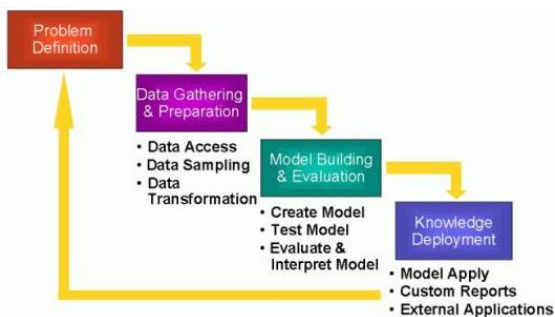 Problem
Definition
Data Gathering
& Preparation
• Data Access
• Data Sampling
• Data
Transformation
Model Building
& Evaluation
• Create Model
• Test Model
• Evaluate &
Interpret Model
Knowledge
Deployment
• Model Apply
• Custom Reports
• External Applications